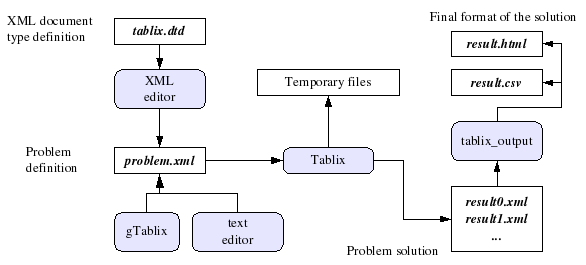 XML document
type definition
tablix.dtd
Final format of the solution
result.html
XML
editor
Temporary files
result.csv
Problem
definition
problem.xml
Tablix
tablix_output
gTablix
text
editor
result0.xml
result1.xml
...
Problem solution